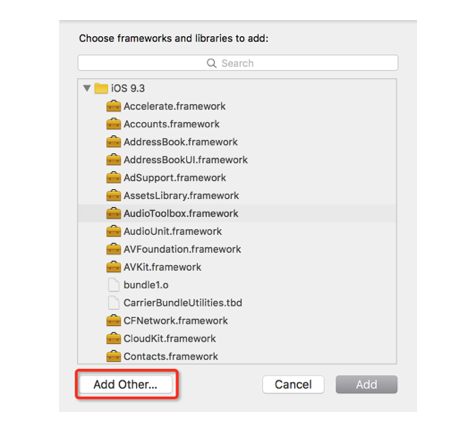 Choose frameworks and libraries to add:
Search
iOS 9.3
Accelerate.framework
Accounts.framework
AddressBook.framework
AddressBookUI.framework
AdSupport.framework
AssetsLibrary.framework
AudioToolbox.framework
AudioUnit.framework
AVFoundation.framework
AVKit.framework
bundle1.o
CarrierBundleUtilities.tbd
CFNetwork.framework
CloudKit.framework
Contacts.framework
Add Other... Cancel Add